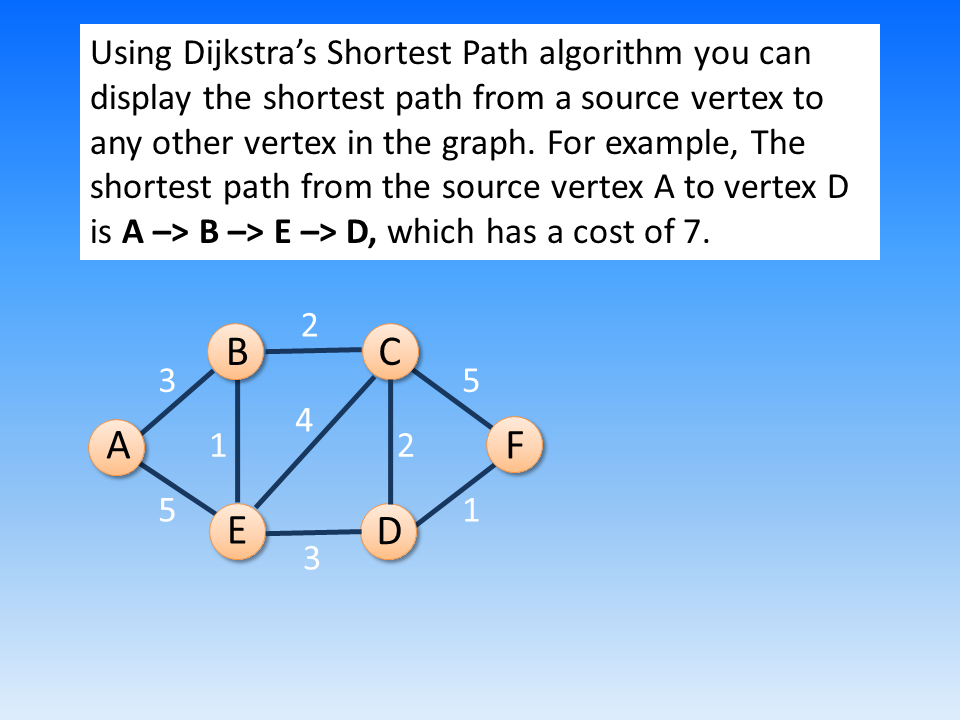 Using Dijkstra’s Shortest Path algorithm you can
display the shortest path from a source vertex to
any other vertex in the graph. For example, The
shortest path from the source vertex A to vertex D
is A –> B –> E –> D, which has a cost of 7.
2
B
C
3
5
4
A
1
2
F
5
1
E
D
3